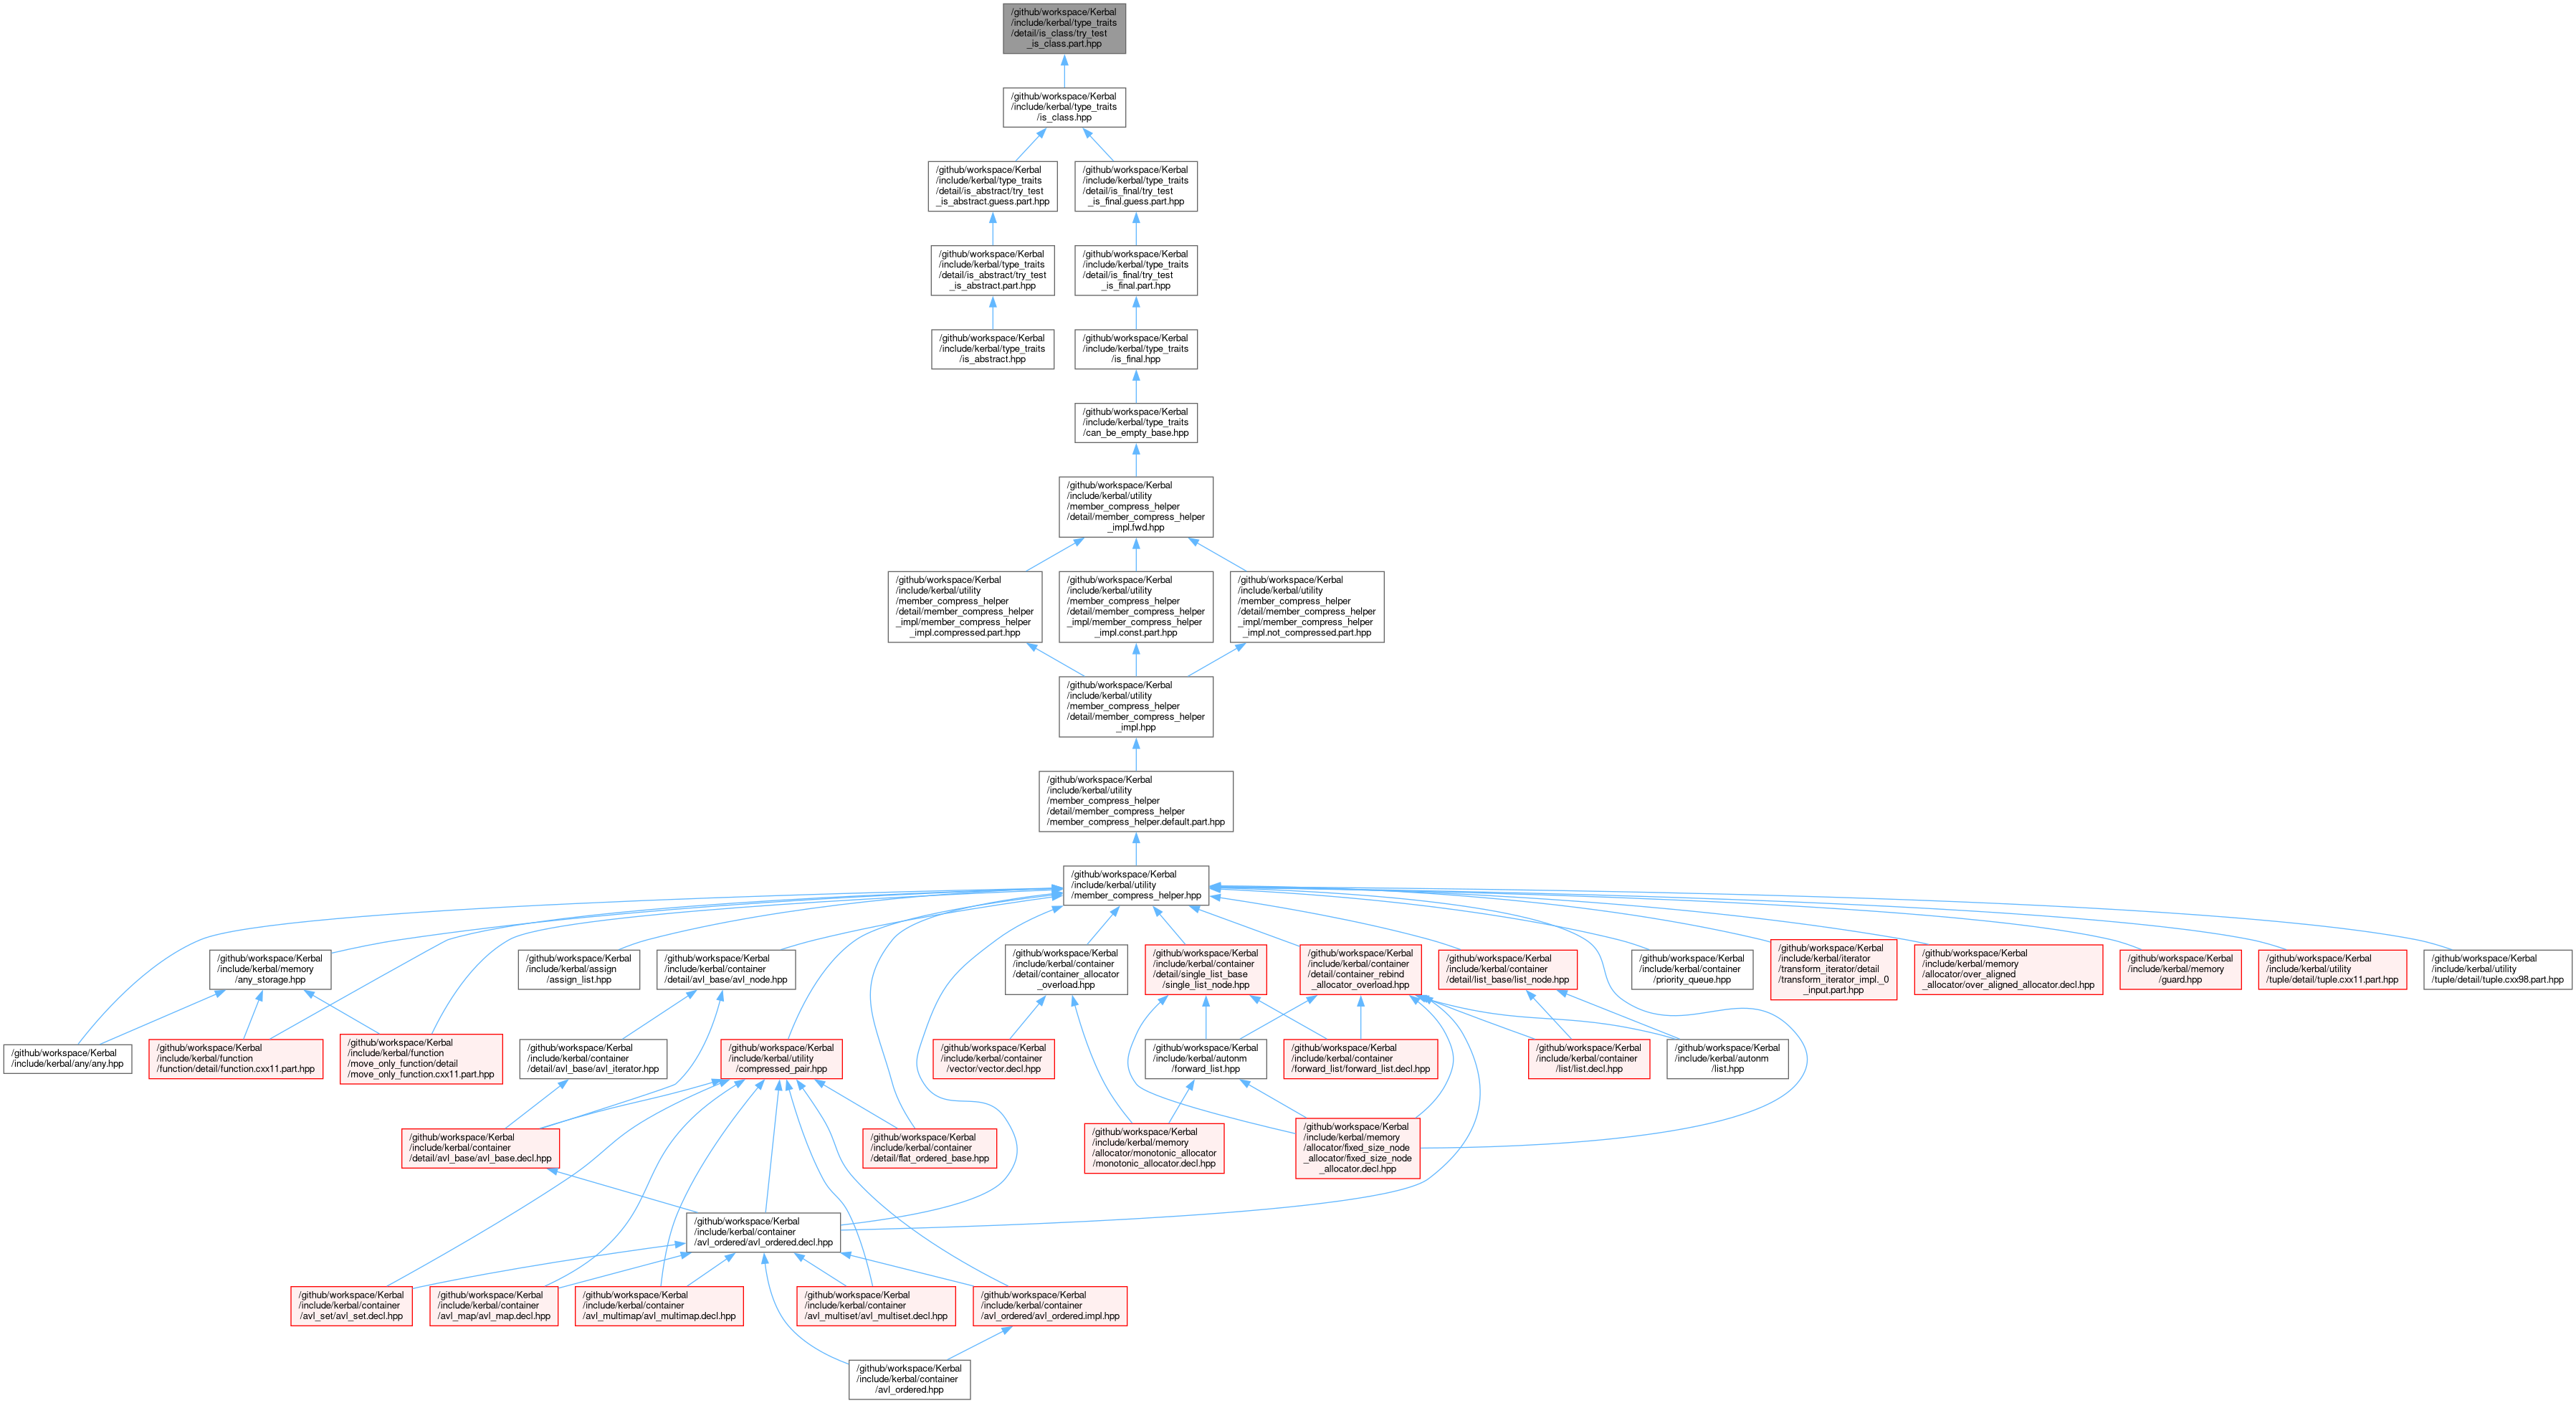 /github/workspace/Kerbal
/include/kerbal/type_traits
/detail/is_class/try_test
_is_class.part.hpp
/github/workspace/Kerbal
/include/kerbal/type_traits
/is_class.hpp
/github/workspace/Kerbal
/include/kerbal/type_traits
/detail/is_abstract/try_test
_is_abstract.guess.part.hpp
/github/workspace/Kerbal
/include/kerbal/type_traits
/detail/is_final/try_test
_is_final.guess.part.hpp
/github/workspace/Kerbal
/include/kerbal/type_traits
/detail/is_abstract/try_test
_is_abstract.part.hpp
/github/workspace/Kerbal
/include/kerbal/type_traits
/detail/is_final/try_test
_is_final.part.hpp
/github/workspace/Kerbal
/include/kerbal/type_traits
/is_abstract.hpp
/github/workspace/Kerbal
/include/kerbal/type_traits
/is_final.hpp
/github/workspace/Kerbal
/include/kerbal/type_traits
/can_be_empty_base.hpp
/github/workspace/Kerbal
/include/kerbal/utility
/member_compress_helper
/detail/member_compress_helper
_impl.fwd.hpp
/github/workspace/Kerbal
/include/kerbal/utility
/member_compress_helper
/detail/member_compress_helper
_impl/member_compress_helper
_impl.compressed.part.hpp
/github/workspace/Kerbal
/include/kerbal/utility
/member_compress_helper
/detail/member_compress_helper
_impl/member_compress_helper
_impl.const.part.hpp
/github/workspace/Kerbal
/include/kerbal/utility
/member_compress_helper
/detail/member_compress_helper
_impl/member_compress_helper
_impl.not_compressed.part.hpp
/github/workspace/Kerbal
/include/kerbal/utility
/member_compress_helper
/detail/member_compress_helper
_impl.hpp
/github/workspace/Kerbal
/include/kerbal/utility
/member_compress_helper
/detail/member_compress_helper
/member_compress_helper.default.part.hpp
/github/workspace/Kerbal
/include/kerbal/utility
/member_compress_helper.hpp
/github/workspace/Kerbal
/include/kerbal/memory
/any_storage.hpp
/github/workspace/Kerbal
/include/kerbal/assign
/assign_list.hpp
/github/workspace/Kerbal
/include/kerbal/container
/detail/avl_base/avl_node.hpp
/github/workspace/Kerbal
/include/kerbal/container
/detail/container_allocator
_overload.hpp
/github/workspace/Kerbal
/include/kerbal/container
/detail/single_list_base
/single_list_node.hpp
/github/workspace/Kerbal
/include/kerbal/container
/detail/container_rebind
_allocator_overload.hpp
/github/workspace/Kerbal
/include/kerbal/container
/detail/list_base/list_node.hpp
/github/workspace/Kerbal
/include/kerbal/container
/priority_queue.hpp
/github/workspace/Kerbal
/include/kerbal/iterator
/transform_iterator/detail
/transform_iterator_impl._0
_input.part.hpp
/github/workspace/Kerbal
/include/kerbal/memory
/allocator/over_aligned
_allocator/over_aligned_allocator.decl.hpp
/github/workspace/Kerbal
/include/kerbal/memory
/guard.hpp
/github/workspace/Kerbal
/include/kerbal/utility
/tuple/detail/tuple.cxx11.part.hpp
/github/workspace/Kerbal
/include/kerbal/utility
/tuple/detail/tuple.cxx98.part.hpp
/github/workspace/Kerbal
/include/kerbal/any/any.hpp
/github/workspace/Kerbal
/include/kerbal/function
/function/detail/function.cxx11.part.hpp
/github/workspace/Kerbal
/include/kerbal/function
/move_only_function/detail
/move_only_function.cxx11.part.hpp
/github/workspace/Kerbal
/include/kerbal/container
/detail/avl_base/avl_iterator.hpp
/github/workspace/Kerbal
/include/kerbal/utility
/compressed_pair.hpp
/github/workspace/Kerbal
/include/kerbal/container
/vector/vector.decl.hpp
/github/workspace/Kerbal
/include/kerbal/autonm
/forward_list.hpp
/github/workspace/Kerbal
/include/kerbal/container
/forward_list/forward_list.decl.hpp
/github/workspace/Kerbal
/include/kerbal/container
/list/list.decl.hpp
/github/workspace/Kerbal
/include/kerbal/autonm
/list.hpp
/github/workspace/Kerbal
/include/kerbal/container
/detail/avl_base/avl_base.decl.hpp
/github/workspace/Kerbal
/include/kerbal/container
/detail/flat_ordered_base.hpp
/github/workspace/Kerbal
/include/kerbal/memory
/allocator/monotonic_allocator
/monotonic_allocator.decl.hpp
/github/workspace/Kerbal
/include/kerbal/memory
/allocator/fixed_size_node
_allocator/fixed_size_node
_allocator.decl.hpp
/github/workspace/Kerbal
/include/kerbal/container
/avl_ordered/avl_ordered.decl.hpp
/github/workspace/Kerbal
/include/kerbal/container
/avl_set/avl_set.decl.hpp
/github/workspace/Kerbal
/include/kerbal/container
/avl_map/avl_map.decl.hpp
/github/workspace/Kerbal
/include/kerbal/container
/avl_multimap/avl_multimap.decl.hpp
/github/workspace/Kerbal
/include/kerbal/container
/avl_multiset/avl_multiset.decl.hpp
/github/workspace/Kerbal
/include/kerbal/container
/avl_ordered/avl_ordered.impl.hpp
/github/workspace/Kerbal
/include/kerbal/container
/avl_ordered.hpp